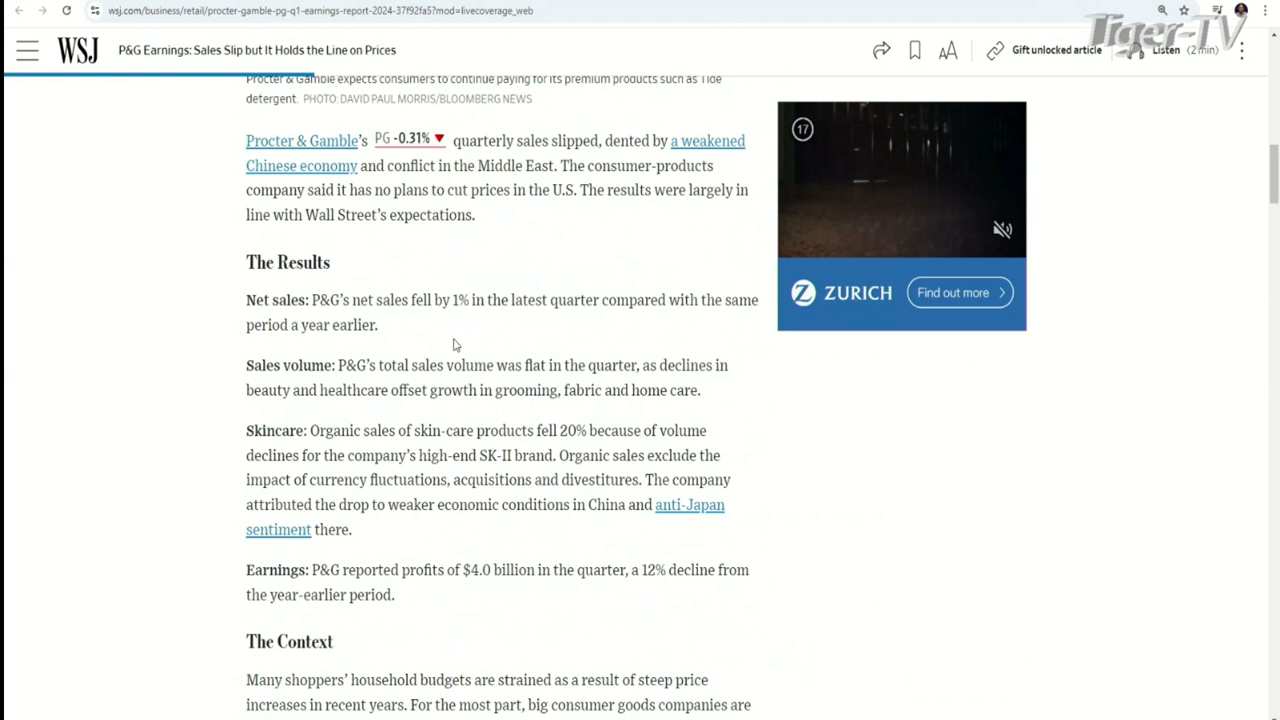 wsj.com/business/retail/procter-gamble-pg-q1-earnings-report-2024-37f92fa5?mod=livecoverage_web
Tiger-TV
WSJ
P&G Earnings: Sales Slip but It Holds the Line on Prices
Gift unlocked article
Listen (2 min)
Procter & Gamble expects consumers to continue paying for its premium products such as Tide
detergent. PHOTO: DAVID PAUL MORRIS/BLOOMBERG NEWS
Procter & Gamble's PG -0.31% quarterly sales slipped, dented by a weakened
Chinese economy and conflict in the Middle East. The consumer-products
company said it has no plans to cut prices in the U.S. The results were largely in
line with Wall Street's expectations.
17
ZURICH
Find out more
The Results
Net sales: P&G's net sales fell by 1% in the latest quarter compared with the same
period a year earlier.
Sales volume: P&G's total sales volume was flat in the quarter, as declines in
beauty and healthcare offset growth in grooming, fabric and home care.
Skincare: Organic sales of skin-care products fell 20% because of volume
declines for the company's high-end SK-II brand. Organic sales exclude the
impact of currency fluctuations, acquisitions and divestitures. The company
attributed the drop to weaker economic conditions in China and anti-Japan
sentiment there.
Earnings: P&G reported profits of $4.0 billion in the quarter, a 12% decline from
the year-earlier period.
The Context
Many shoppers' household budgets are strained as a result of steep price
increases in recent years. For the most part, big consumer goods companies are